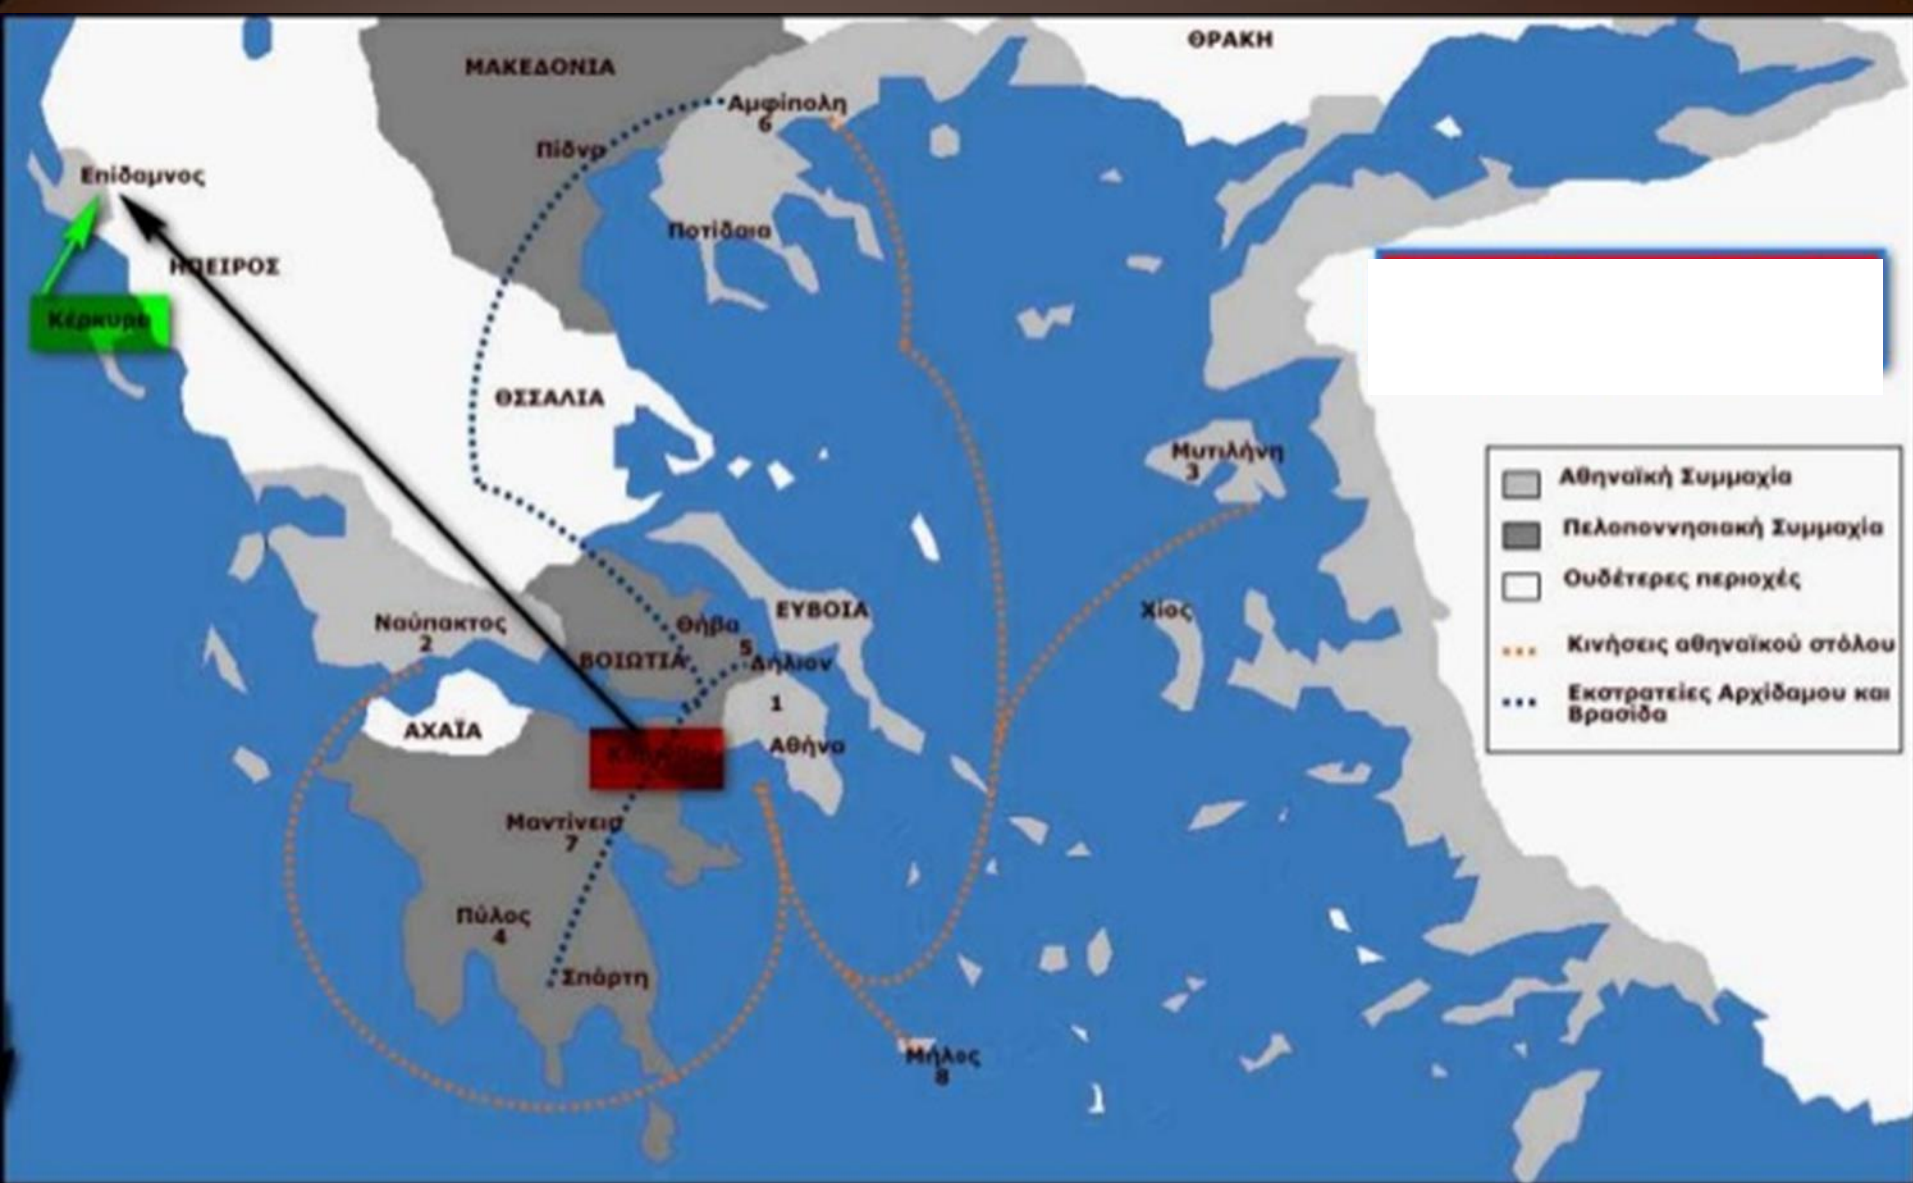 ΘΡΑΚΗ
ΜΑΚΕΔΟΝΙΑ
Αμφίπολη
6
Πίδνρ
Επίδαμνος
Ποτίδαια
ΗΠΕΙΡΟΣ
Κέρκυρα
ΘΣΣΑΛΙΑ
Μυτιλήνη
3
Αθηναϊκή Συμμαχία
Πελοποννησιακή Συμμαχία
Ουδέτερες περιοχές
Κινήσεις αθηναϊκού στόλου
Εκστρατείες Αρχίδαμου και
Βρασίδα
Χίος
ΕΥΒΟΙΑ
Ναύπακτος
2
Θήβα
5
Δήλιον
ΒΟΙΩΤΙΑ
1
ΑΧΑΪΑ
Αθήνα
Μαντίνεια
7
Πύλος
4
Σπάρτη
Μήλος
8